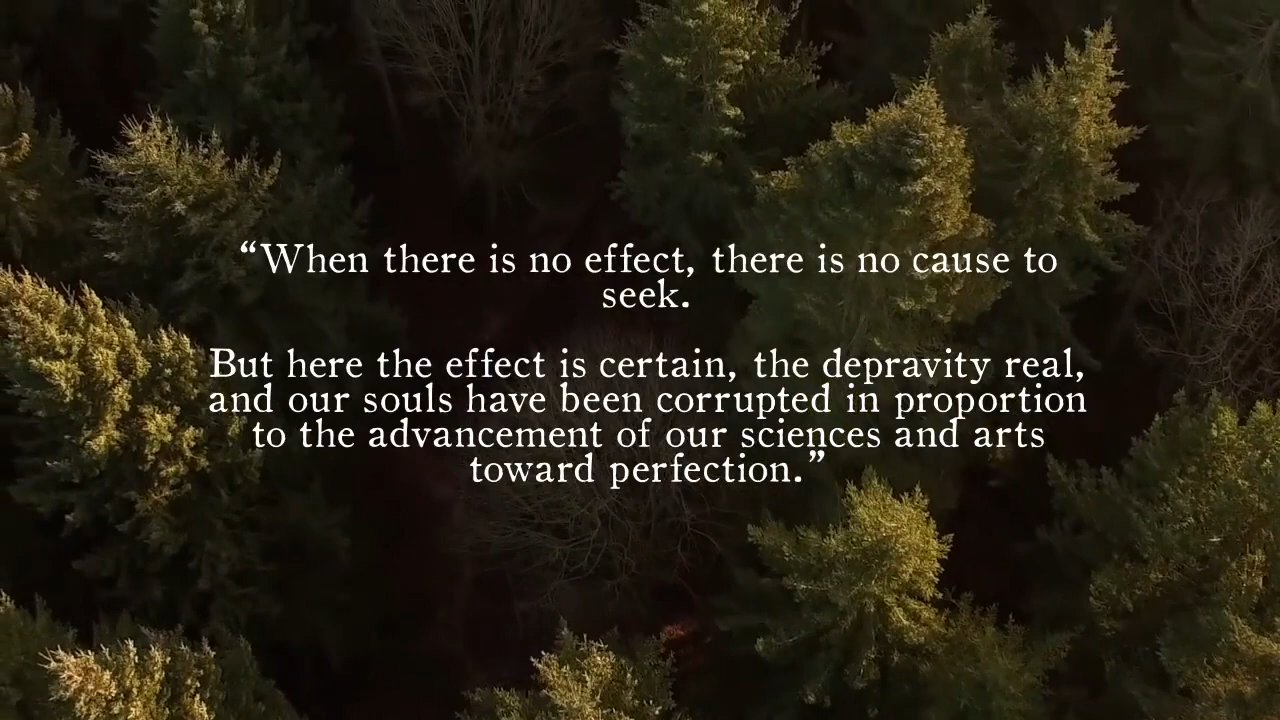 “When there is no effect, there is no cause to
seek.
But here the effect is certain, the depravity real,
and our souls have been corrupted in proportion
to the advancement of our sciences and arts
toward perfection.”